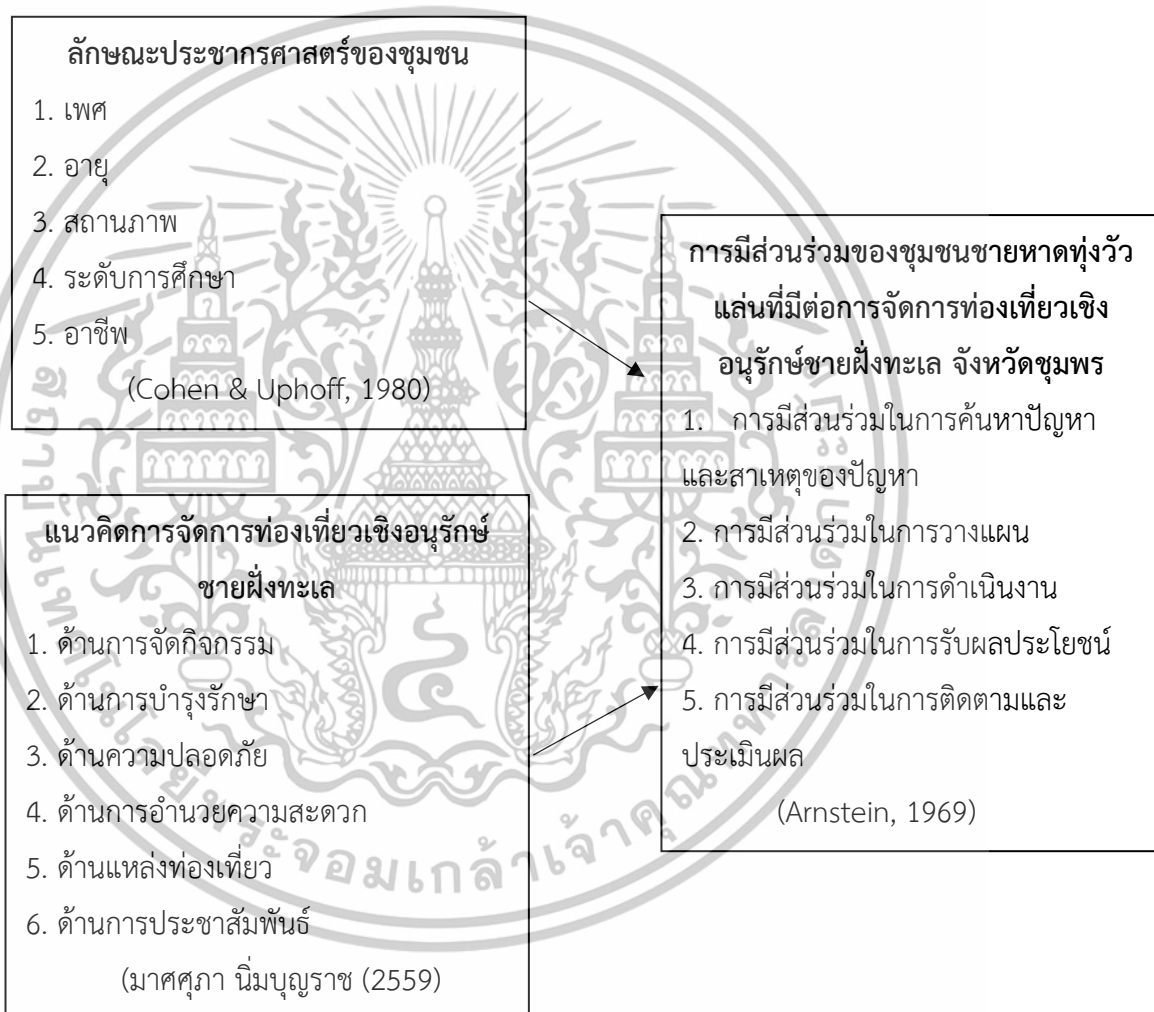 ลักษณะประชากรศาสตร์ของชุมชน
1. เพศ
2. อายุ
3. สถานภาพ
4. ระดับการศึกษา
5. อาชีพ
(Cohen & Uphoff, 1980)
แนวคิดการจัดการท่องเที่ยวเชิงอนุรักษ์
ชายฝั่งทะเล
1. ด้านการจัดกิจกรรม
2. ด้านการบำรุงรักษา
3. ด้านความปลอดภัย
4. ด้านการอำนวยความสะดวก
5. ด้านแหล่งท่องเที่ยว
6. ด้านการประชาสัมพันธ์
(มาศศุภา นิ่มบุญราช (2559)
การมีส่วนร่วมของชุมชนชายหาดทุ่งวัว
แล่นที่มีต่อการจัดการท่องเที่ยวเชิง
อนุรักษ์ชายฝั่งทะเล จังหวัดชุมพร
1. การมีส่วนร่วมในการค้นหาปัญหา
และสาเหตุของปัญหา
2. การมีส่วนร่วมในการวางแผน
3. การมีส่วนร่วมในการดำเนินงาน
4. การมีส่วนร่วมในการรับผลประโยชน์
5. การมีส่วนร่วมในการติดตามและ
ประเมินผล
(Arnstein, 1969)